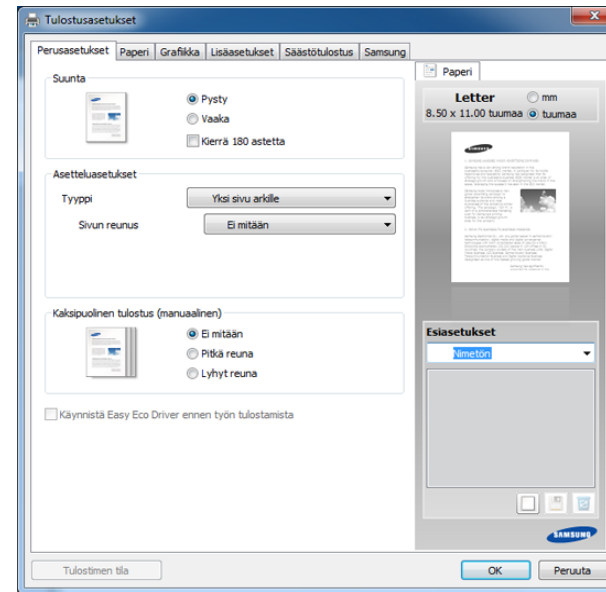 Tulostusasetukset
Perusasetukset Paperi Grafiikka Lisäasetukset Säästötulostus Samsung
Suunta
Pysty
Vaaka
Kierrä 180 astetta
Asetteluasetukset
Tyyppi Yksi sivu arkille
Sivun reunus Ei mitään
Kaksipuolinen tulostus (manuaalinen)
Ei mitään
Pitkä reuna
Lyhyt reuna
Käynnistä Easy Eco Driver ennen työn tulostamista
Tulostimen tila
Paperi
Letter mm
8.50 x 11.00 tuumaa tuumaa
Esiasetukset
Nimetön
SAMSUNG
OK Peruuta